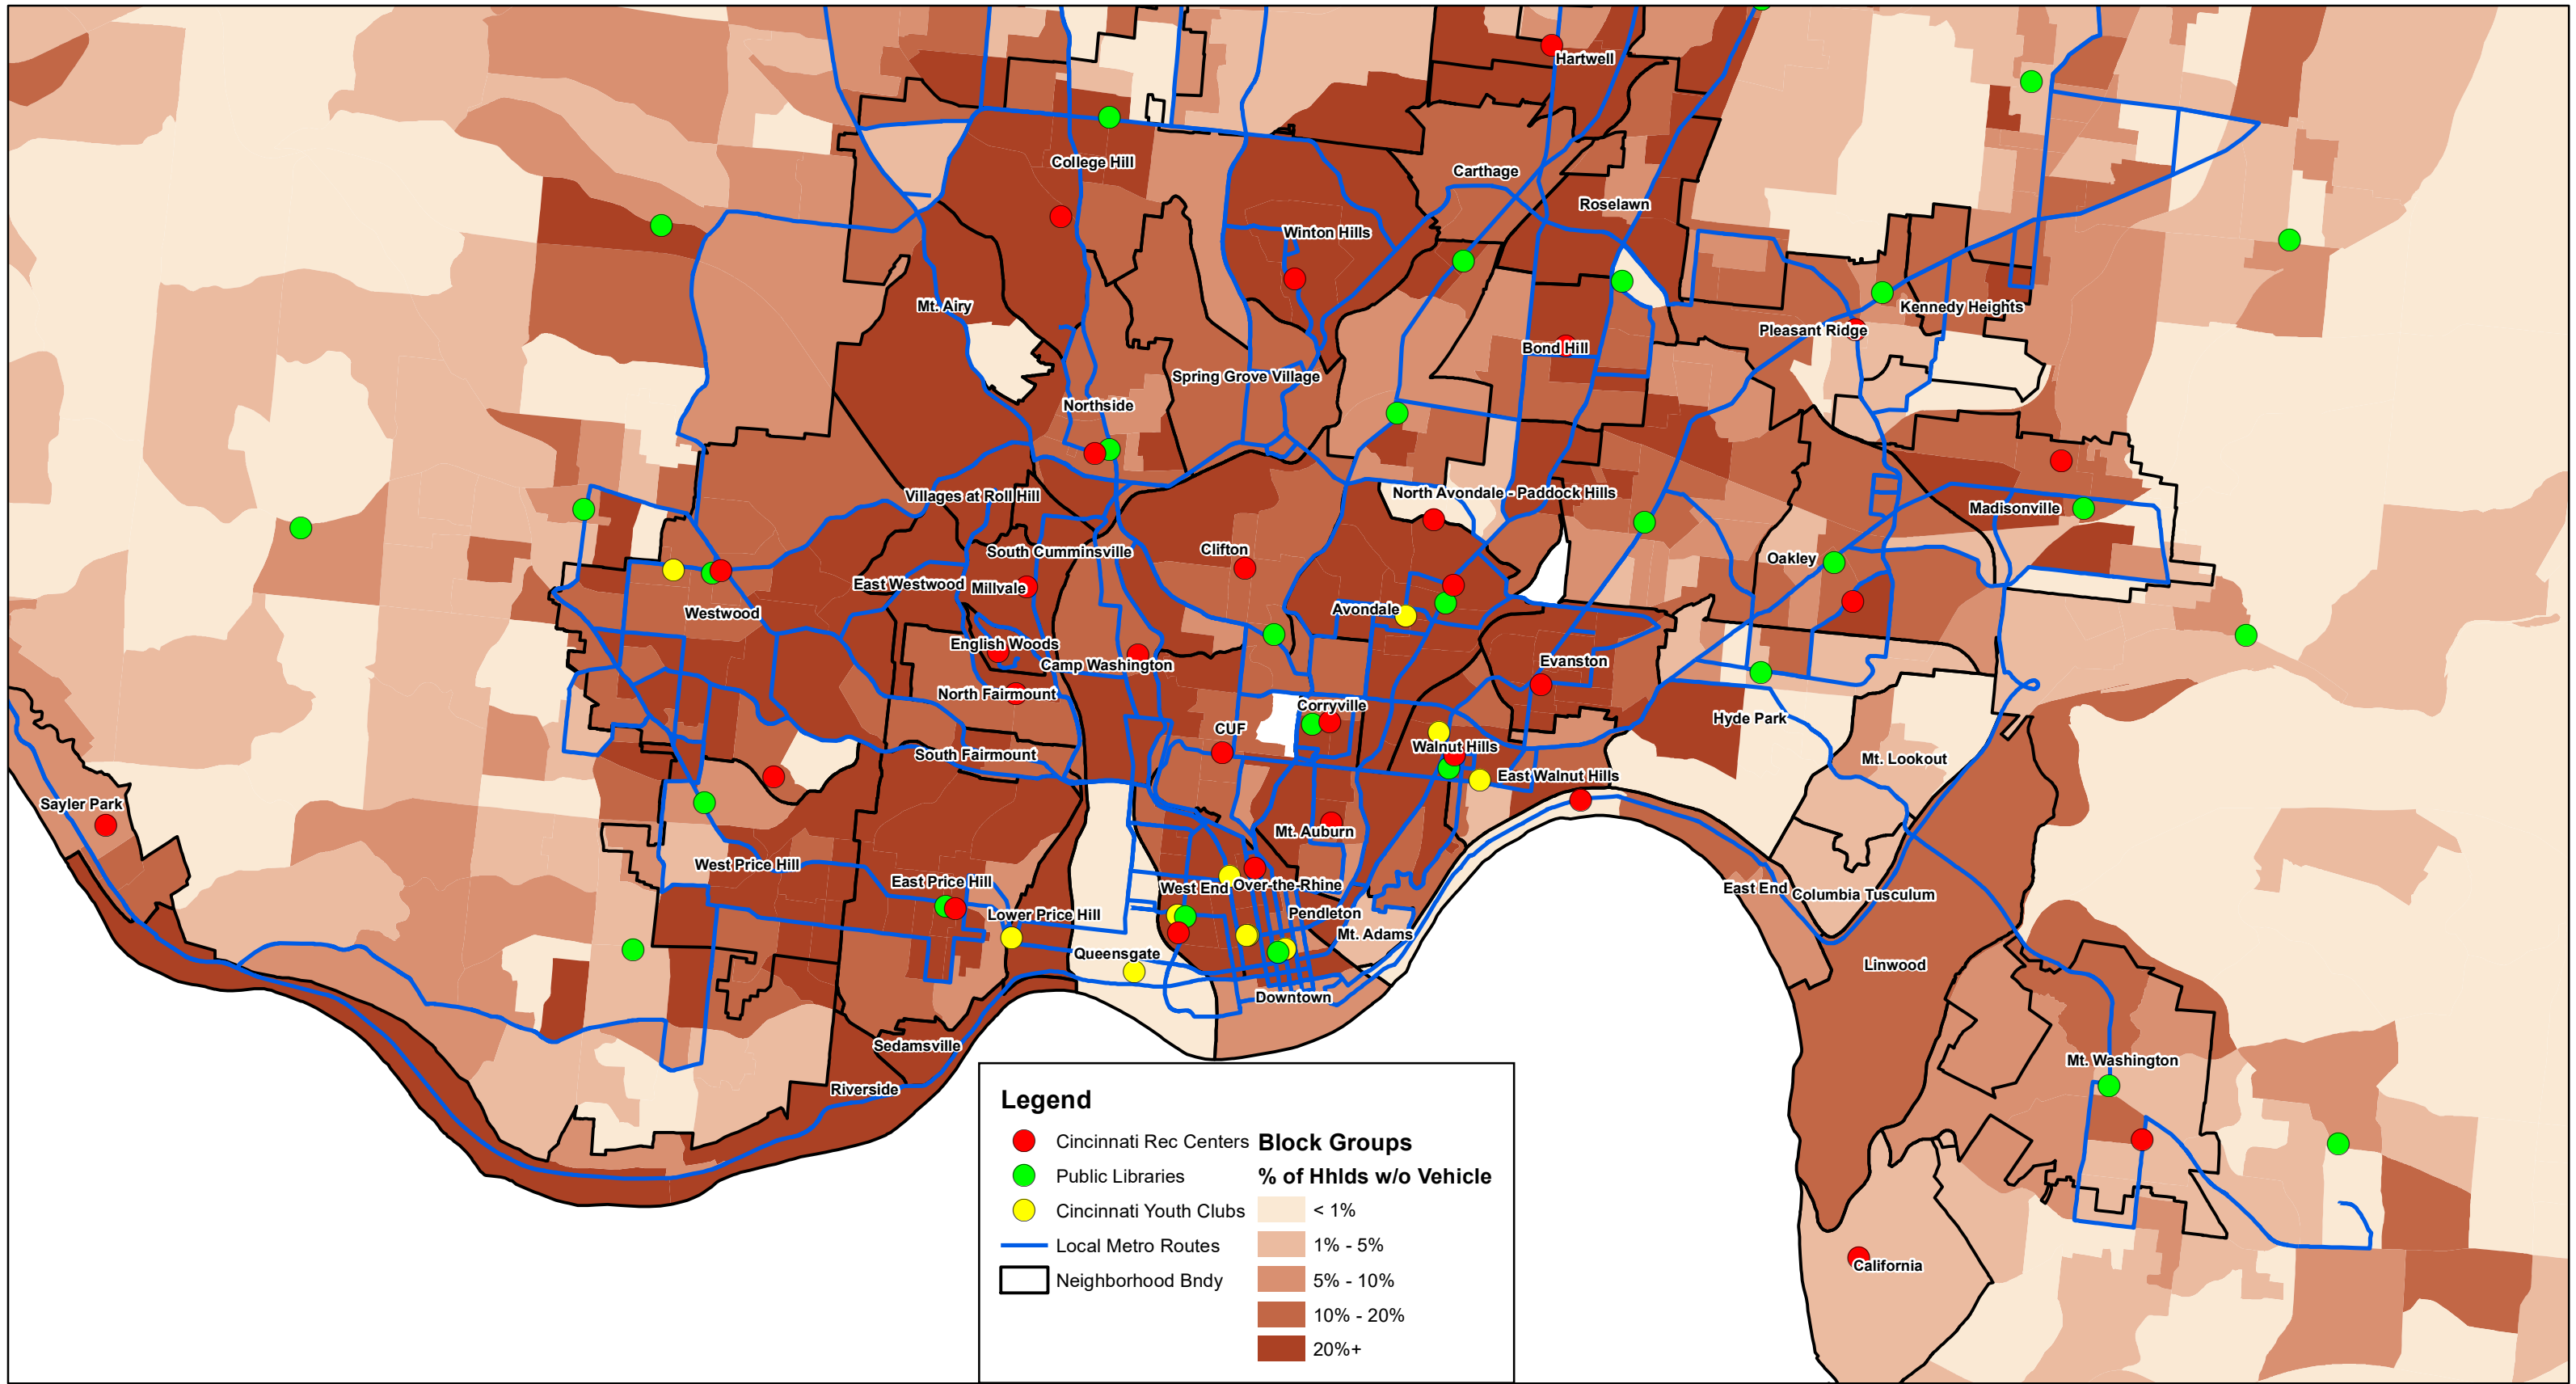 Hartwell
College Hill
Carthage
Roselawn
Winton Hills
Mt. Airy
Kennedy Heights
Pleasant Ridge
Bond Hill
Spring Grove Village
Northside
Villages at Roll Hill
North Avondale - Paddock Hills
Madisonville
South Cumminsville
Clifton
Oakley
East Westwood
Millvale
Westwood
Avondale
English Woods
Camp Washington
Evanston
North Fairmount
Corryville
Hyde Park
CUF
South Fairmount
Walnut Hills
Mt. Lookout
East Walnut Hills
Sayler Park
Mt. Auburn
West Price Hill
East Price Hill
West End
Over-the-Rhine
East End
Columbia Tusculum
Lower Price Hill
Pendleton
Mt. Adams
Queensgate
Linwood
Downtown
Sedamsville
Mt. Washington
Riverside
California
Legend
Cincinnati Rec Centers
Public Libraries
Cincinnati Youth Clubs
Local Metro Routes
Neighborhood Bndy
Block Groups
% of Hhlds w/o Vehicle
< 1%
1% - 5%
5% - 10%
10% - 20%
20%+